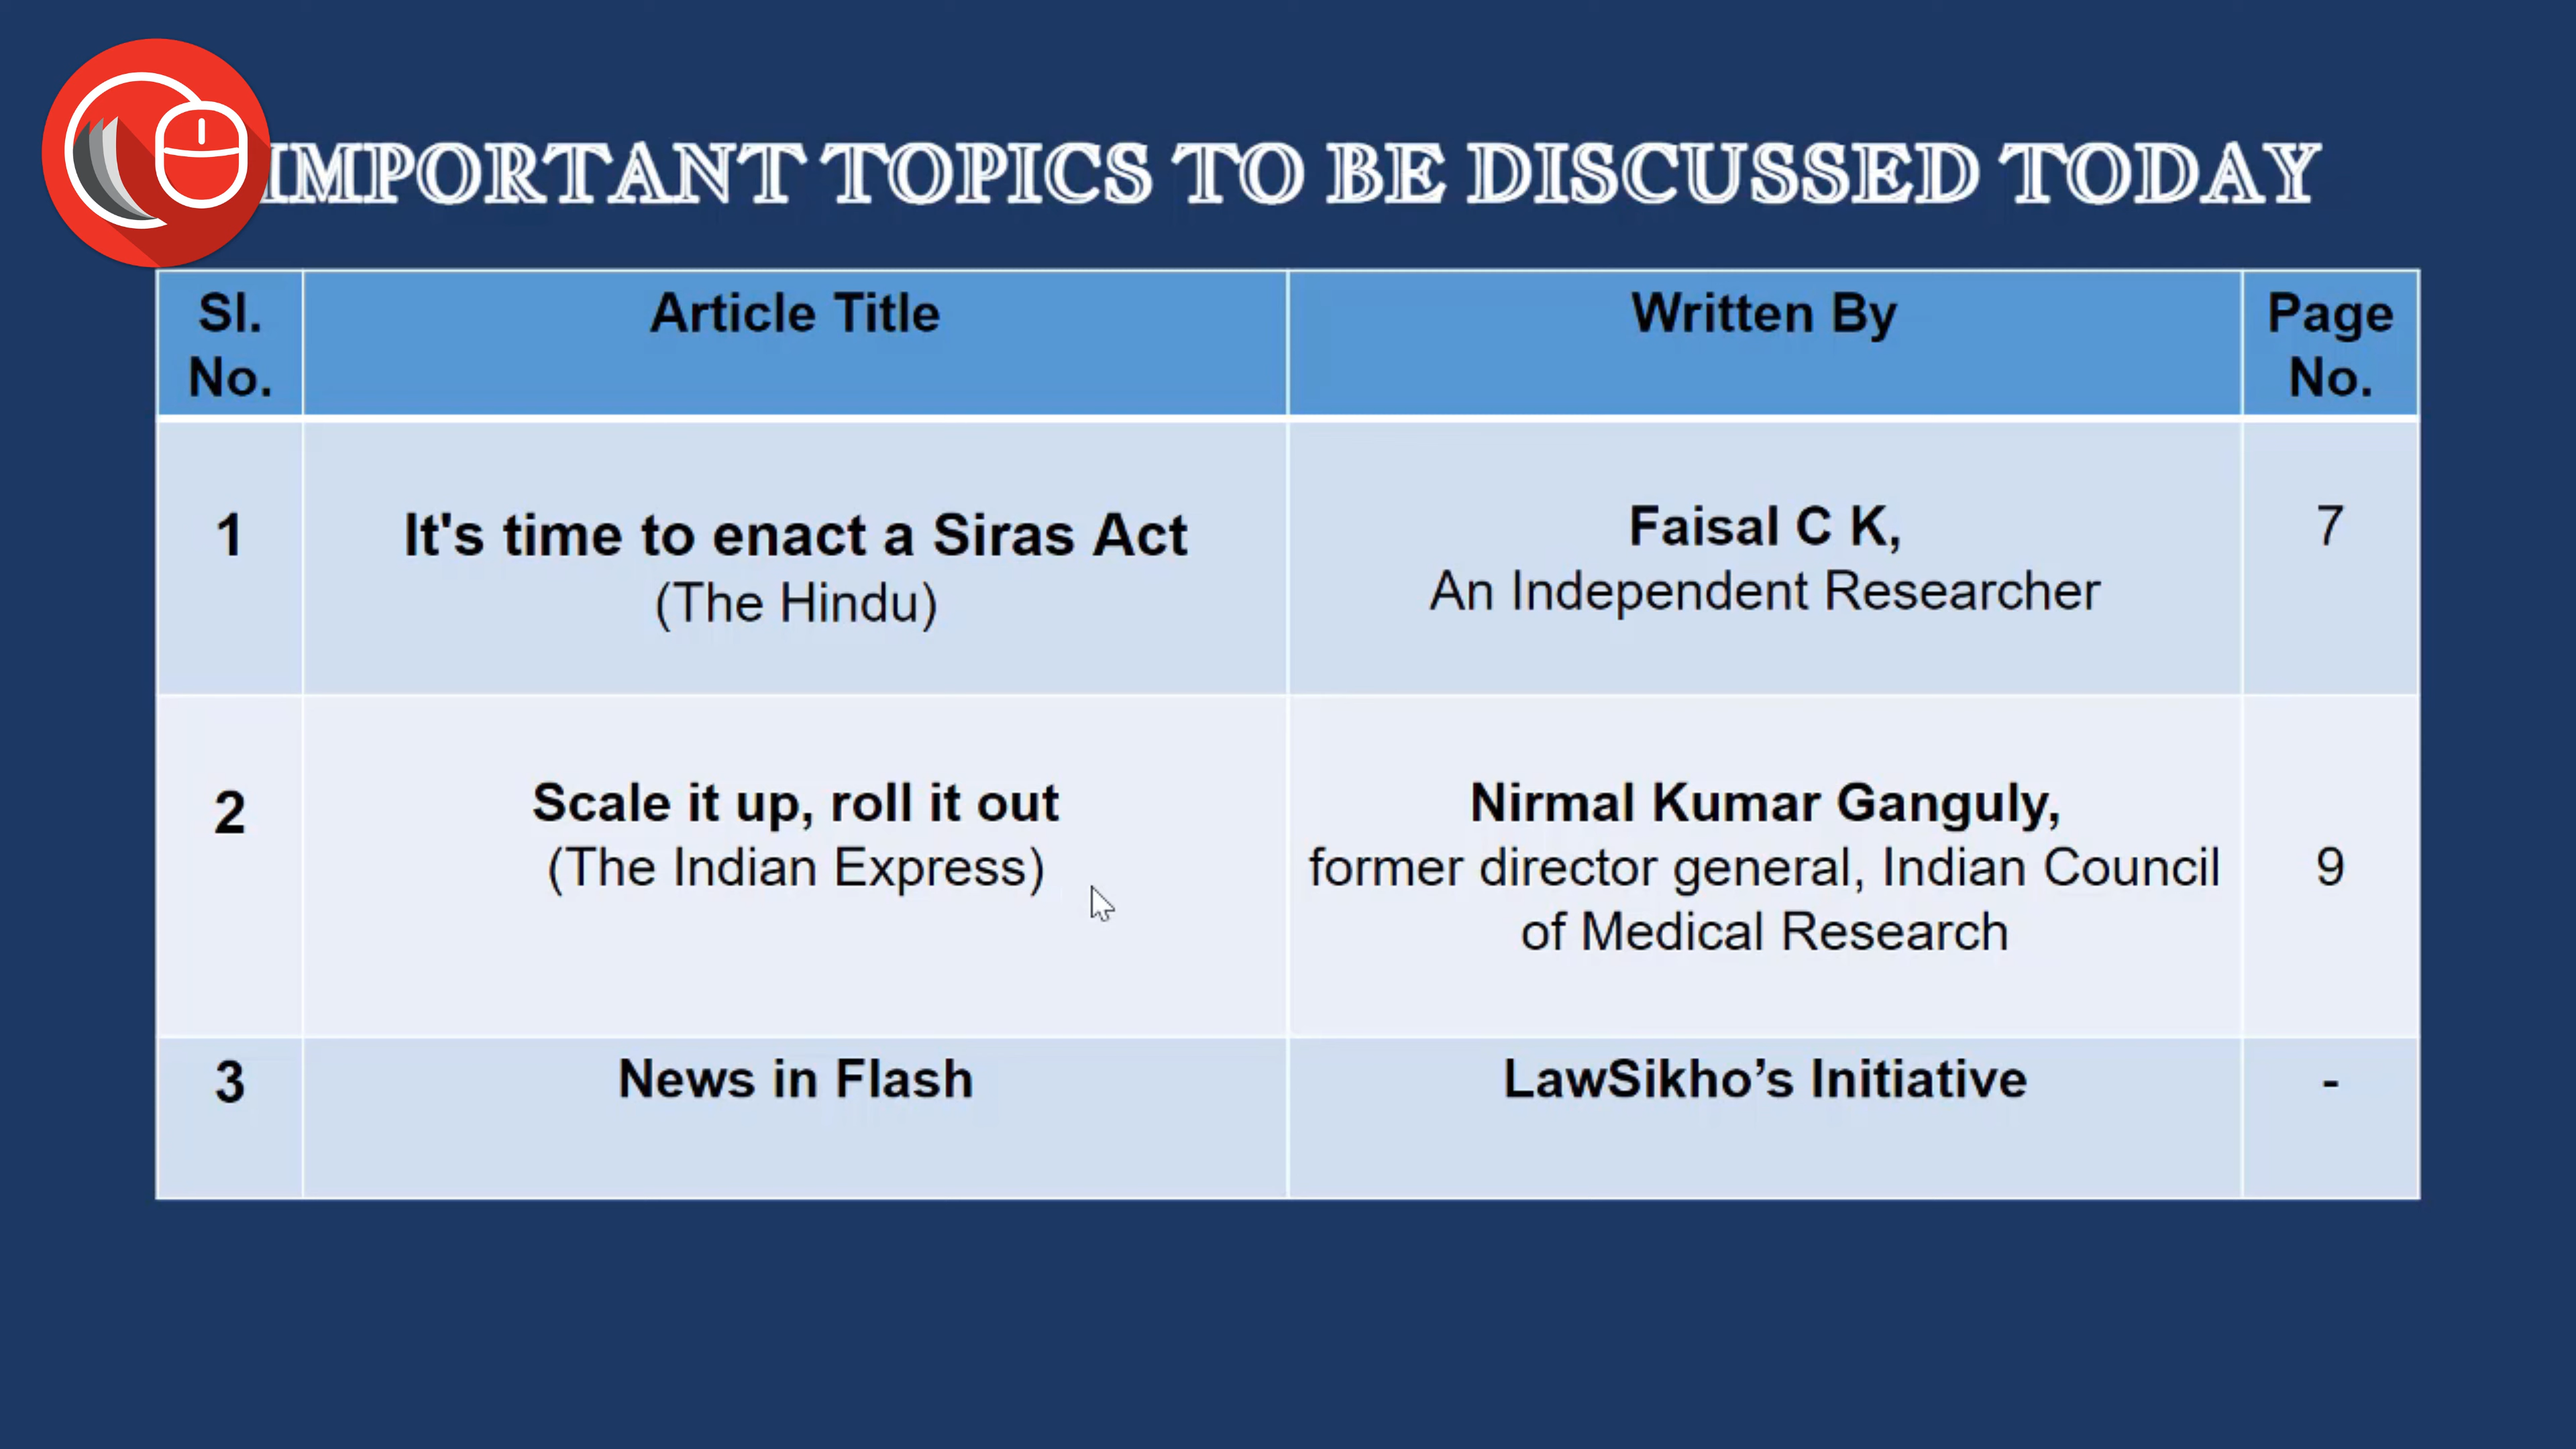 IMPORTANT TOPICS TO BE DISCUSSED TODAY
Sl. No.
Article Title
Written By
Page No.
1
It's time to enact a Siras Act
(The Hindu)
Faisal C K,
An Independent Researcher
7
2
Scale it up, roll it out
(The Indian Express)
Nirmal Kumar Ganguly,
former director general, Indian Council
of Medical Research
9
3
News in Flash
LawSikho’s Initiative
-